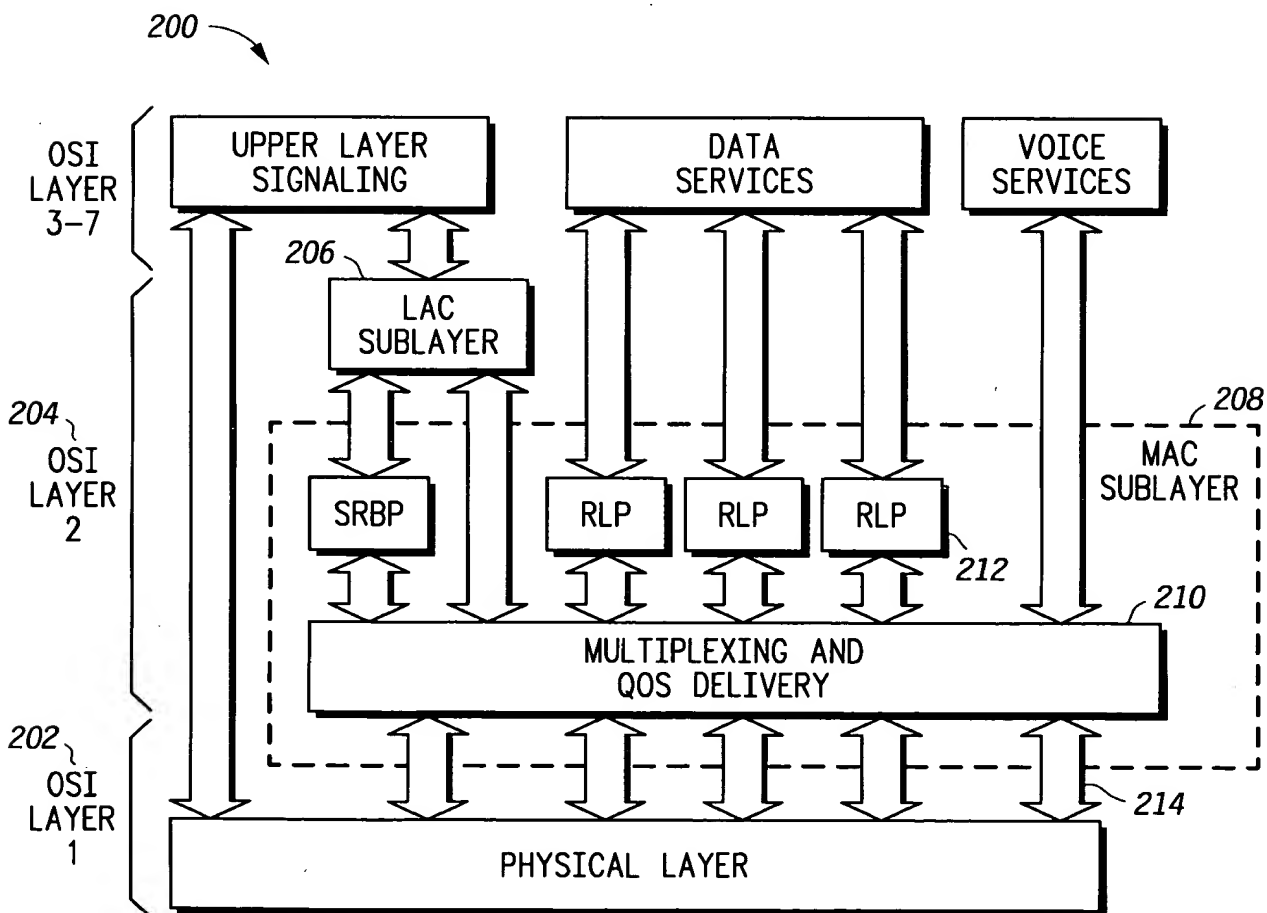 200
OSI
LAYER
3-7
UPPER LAYER
SIGNALING
DATA
SERVICES
VOICE
SERVICES
206
LAC
SUBLAYER
204
OSI
LAYER
2
208
MAC
SUBLAYER
SRBP
RLP
RLP
RLP
212
210
MULTIPLEXING AND
QOS DELIVERY
202
OSI
LAYER
1
214
PHYSICAL LAYER